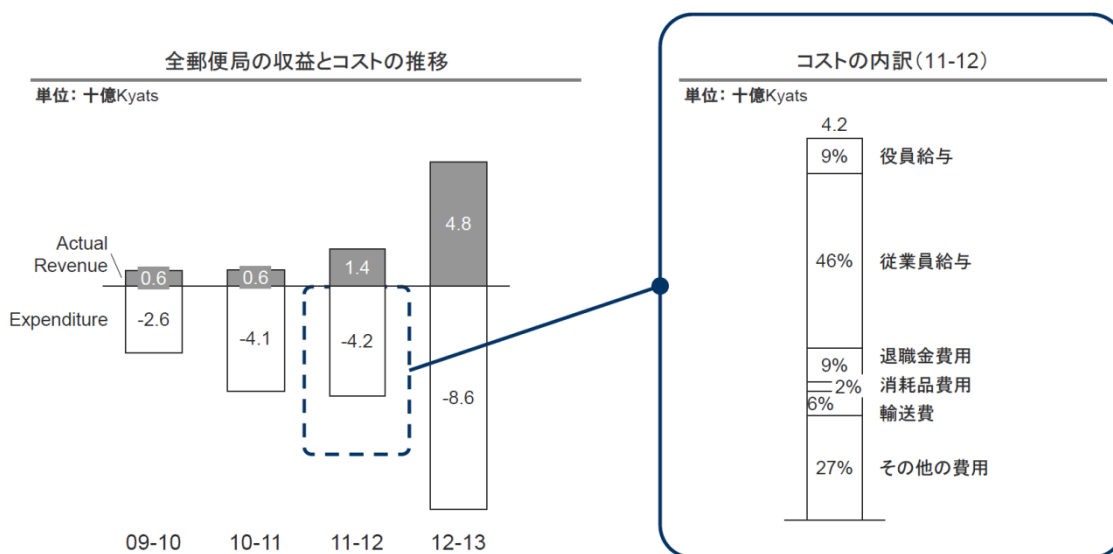 全郵便局の収益とコストの推移
単位：十億Kyats
Actual
Revenue
Expenditure
0.6
0.6
1.4
4.8
-2.6
-4.1
-4.2
-8.6
09-10
10-11
11-12
12-13
コストの内訳（11-12）
単位：十億Kyats
4.2
9% 役員給与
46% 従業員給与
9% 退職金費用
2% 消耗品費用
6% 輸送費
27% その他の費用